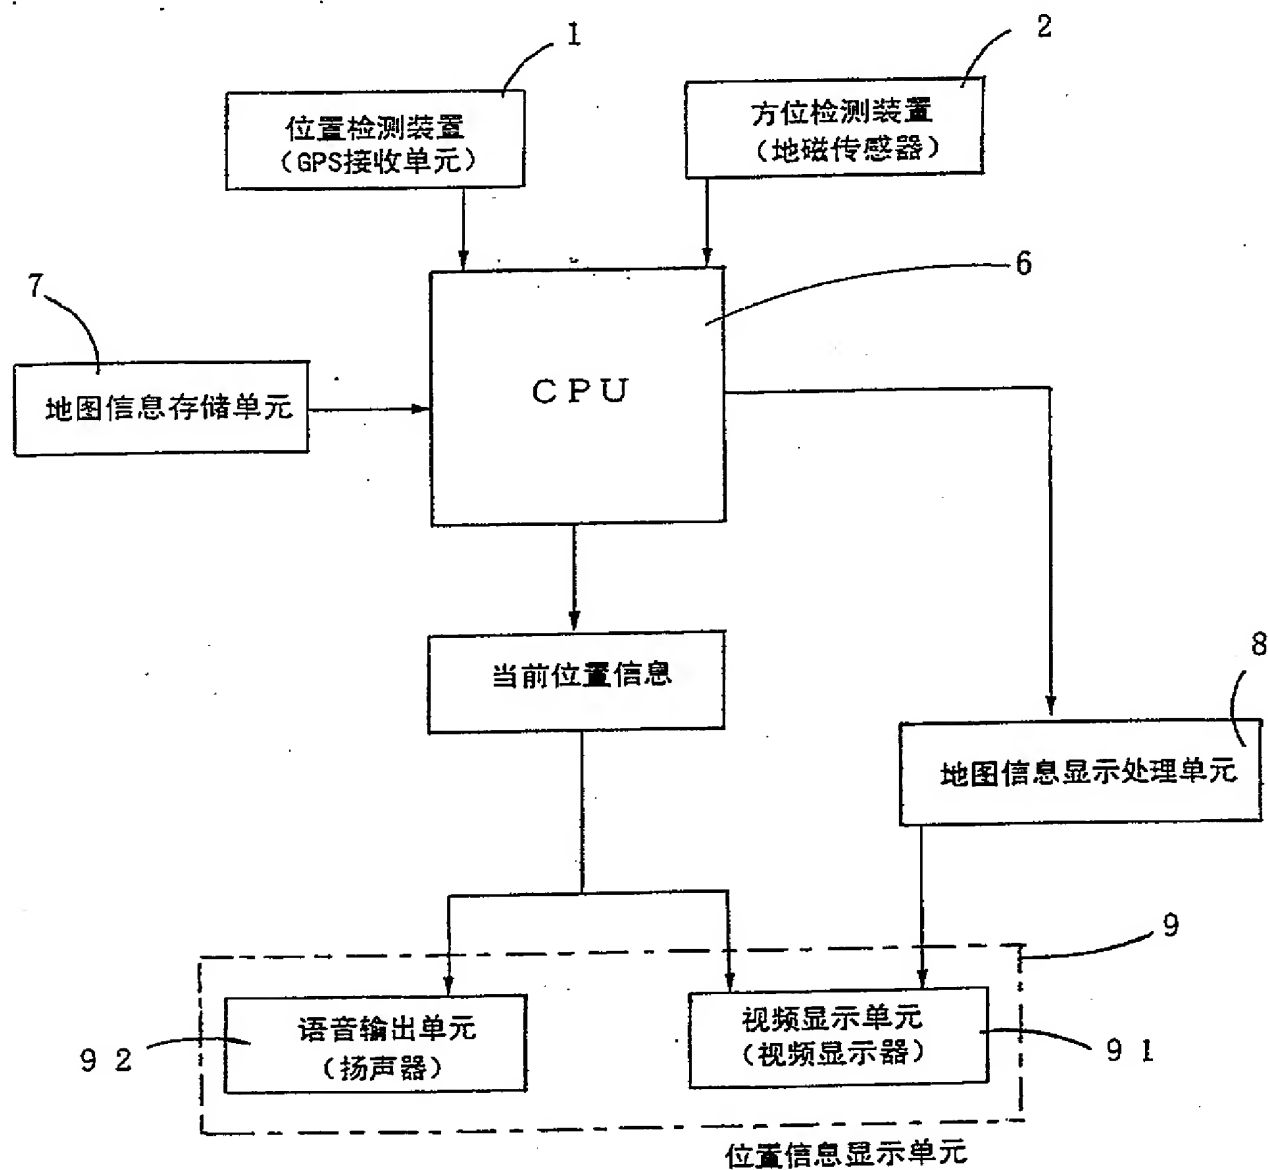 1
2
位置检测装置
（GPS接收单元）
方位检测装置
（地磁传感器）
6
7
地图信息存储单元
CPU
当前位置信息
8
地图信息显示处理单元
9
语音输出单元
（扬声器）
视频显示单元
（视频显示器）
92
91
位置信息显示单元